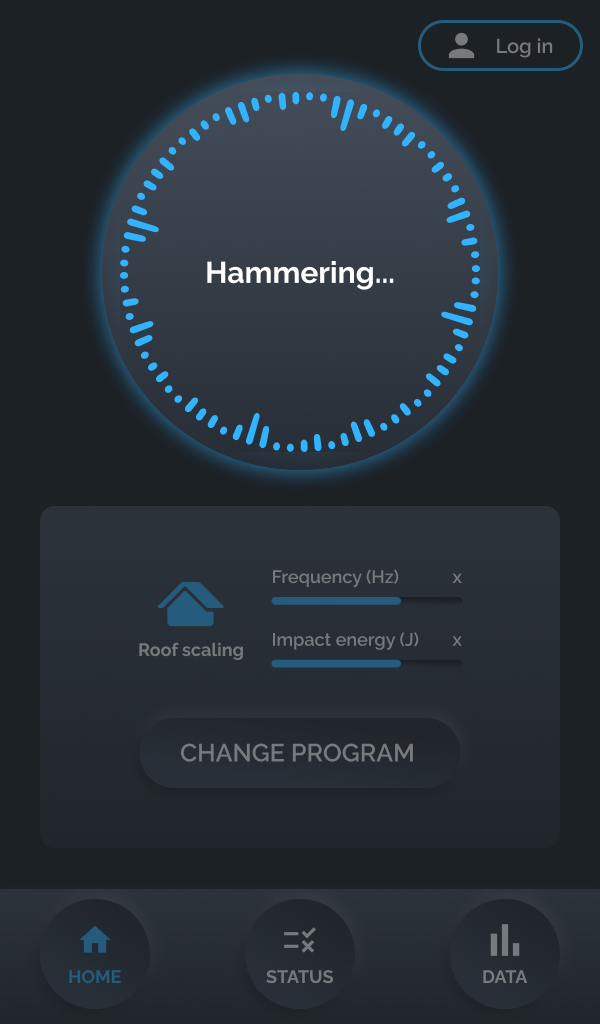 Log in
Hammering...
Frequency (Hz) x
Impact energy (J) x
Roof scaling
CHANGE PROGRAM
HOME STATUS DATA